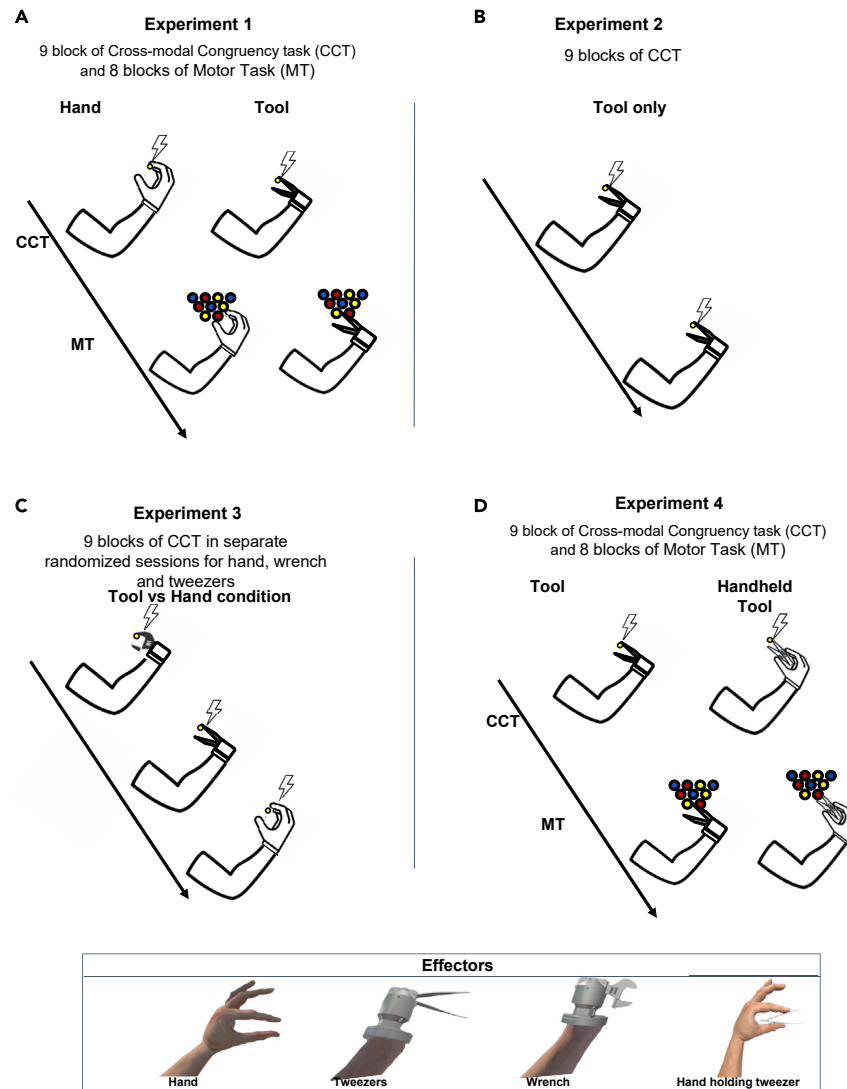 A
Experiment 1
9 block of Cross-modal Congruency task (CCT)
and 8 blocks of Motor Task (MT)
Hand
Tool
CCT
MT
B
Experiment 2
9 blocks of CCT
Tool only
C
Experiment 3
9 blocks of CCT in separate
randomized sessions for hand, wrench
and tweezers
Tool vs Hand condition
D
Experiment 4
9 block of Cross-modal Congruency task (CCT)
and 8 blocks of Motor Task (MT)
Tool
Handheld
Tool
CCT
MT
Effectors
Hand
Tweezers
Wrench
Hand holding tweezer